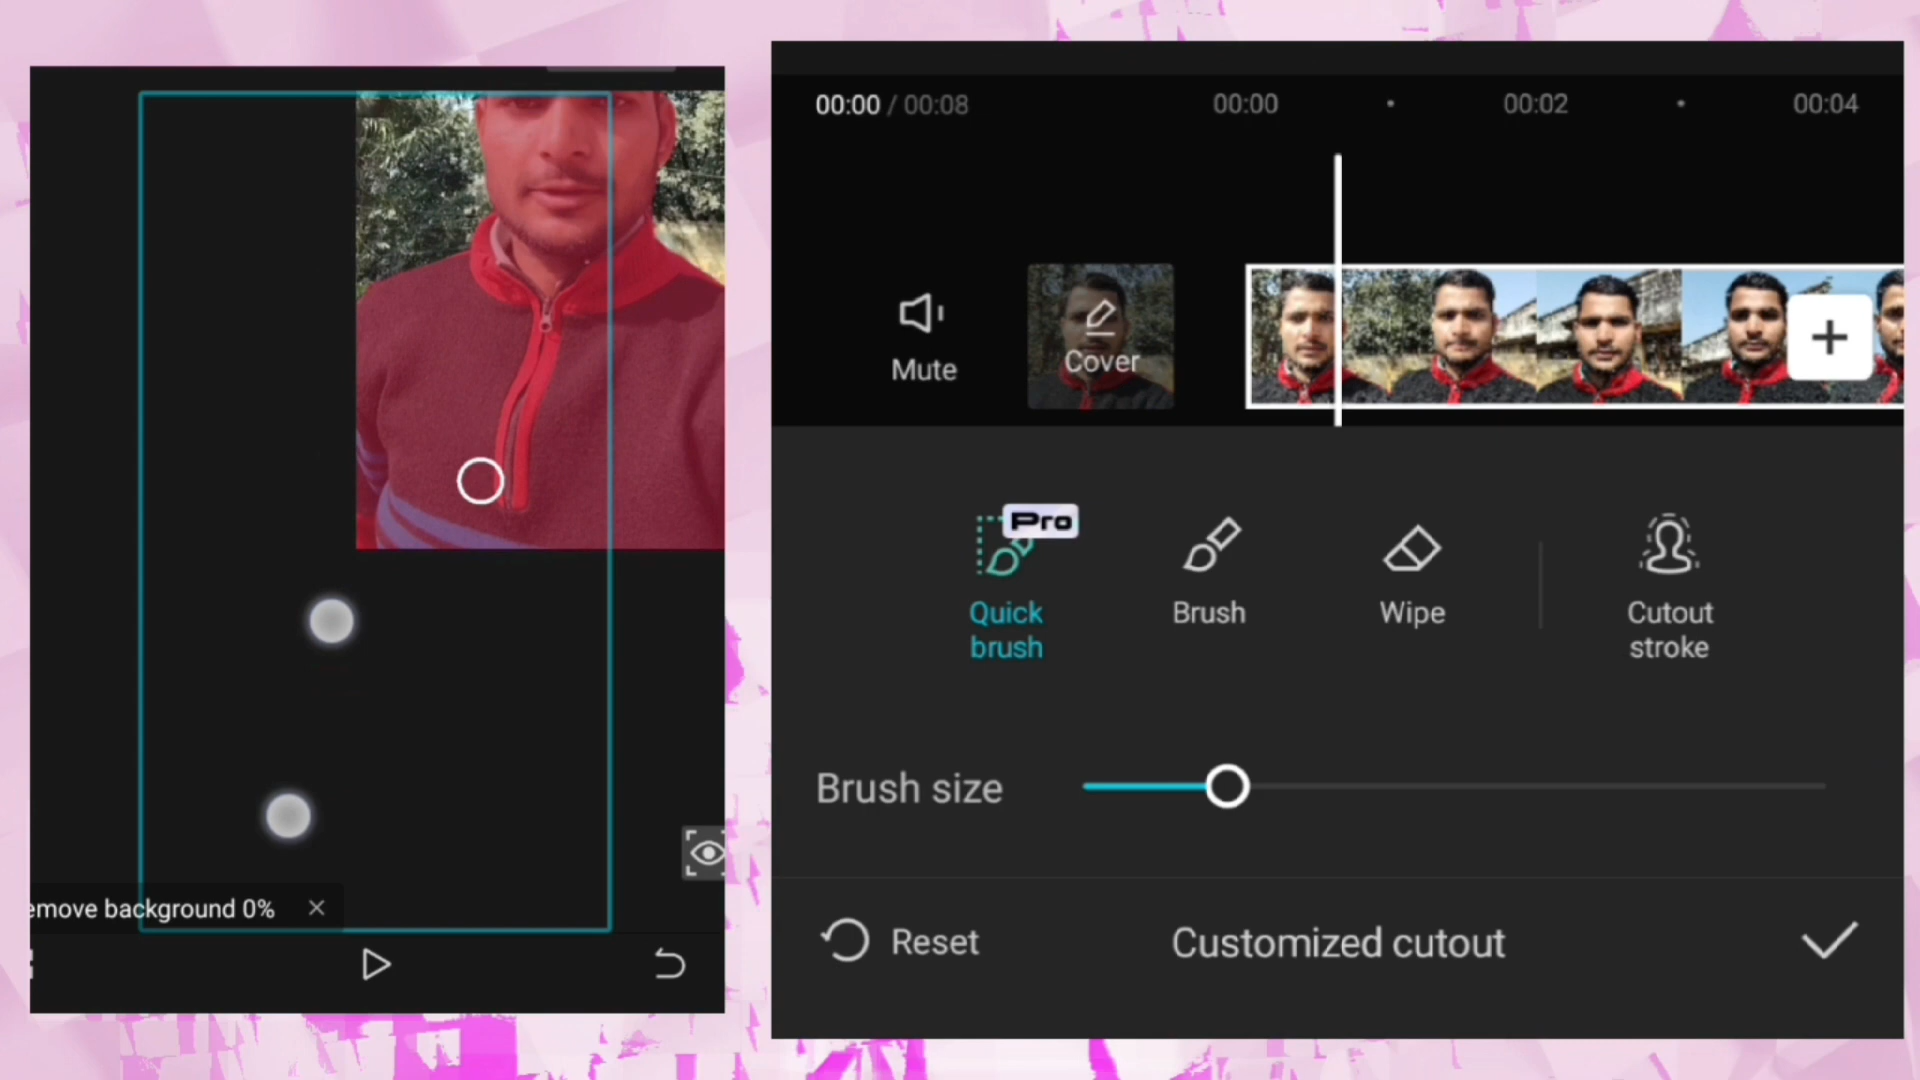 emove background 0%
00:00 / 00:08
00:00
00:02
00:04
Mute
Cover
Pro
Quick
brush
Brush
Wipe
Cutout
stroke
Brush size
Reset
Customized cutout